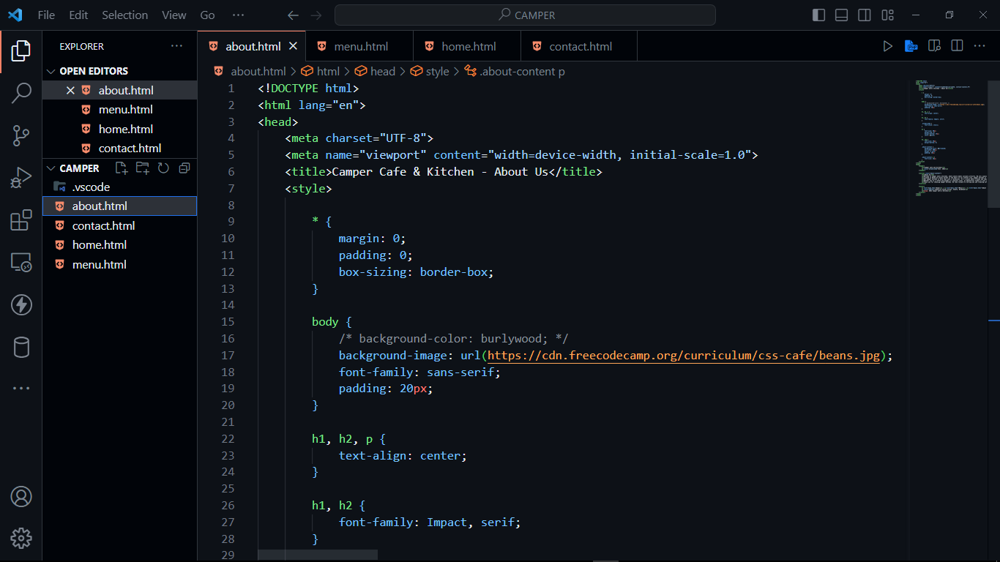 File Edit Selection View Go ··· CAMPER
EXPLORER ···
about.html menu.html home.html contact.html
OPEN EDITORS
about.html
menu.html
home.html
contact.html
CAMPER
.vscode
about.html
contact.html
home.html
menu.html
about.html > html > head > style > .about-content p
1 <!DOCTYPE html>
2 <html lang="en">
3 <head>
4 <meta charset="UTF-8">
5 <meta name="viewport" content="width=device-width, initial-scale=1.0">
6 <title>Camper Cafe & Kitchen - About Us</title>
7 <style>
8
9 * {
10 margin: 0;
11 padding: 0;
12 box-sizing: border-box;
13 }
14
15 body {
16 /* background-color: burlywood; */
17 background-image: url(https://cdn.freecodecamp.org/curriculum/css-cafe/beans.jpg);
18 font-family: sans-serif;
19 padding: 20px;
20 }
21
22 h1, h2, p {
23 text-align: center;
24 }
25
26 h1, h2 {
27 font-family: Impact, serif;
28 }
29